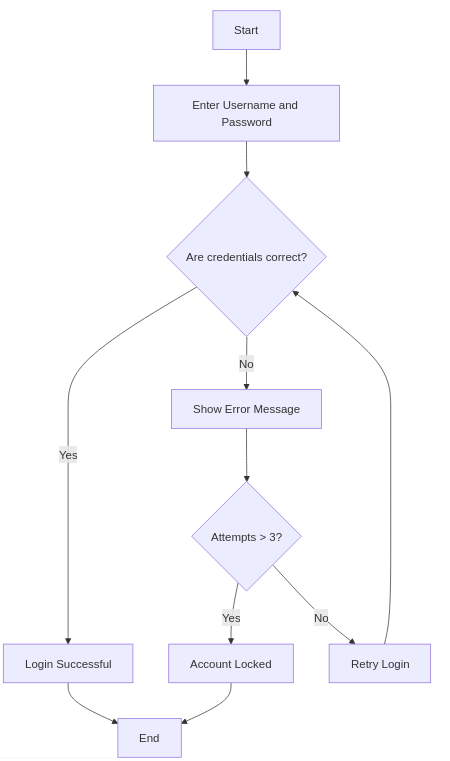 Start
Enter Username and
Password
Are credentials correct?
No
Show Error Message
Yes
Attempts > 3?
Yes
No
Login Successful
Account Locked
Retry Login
End